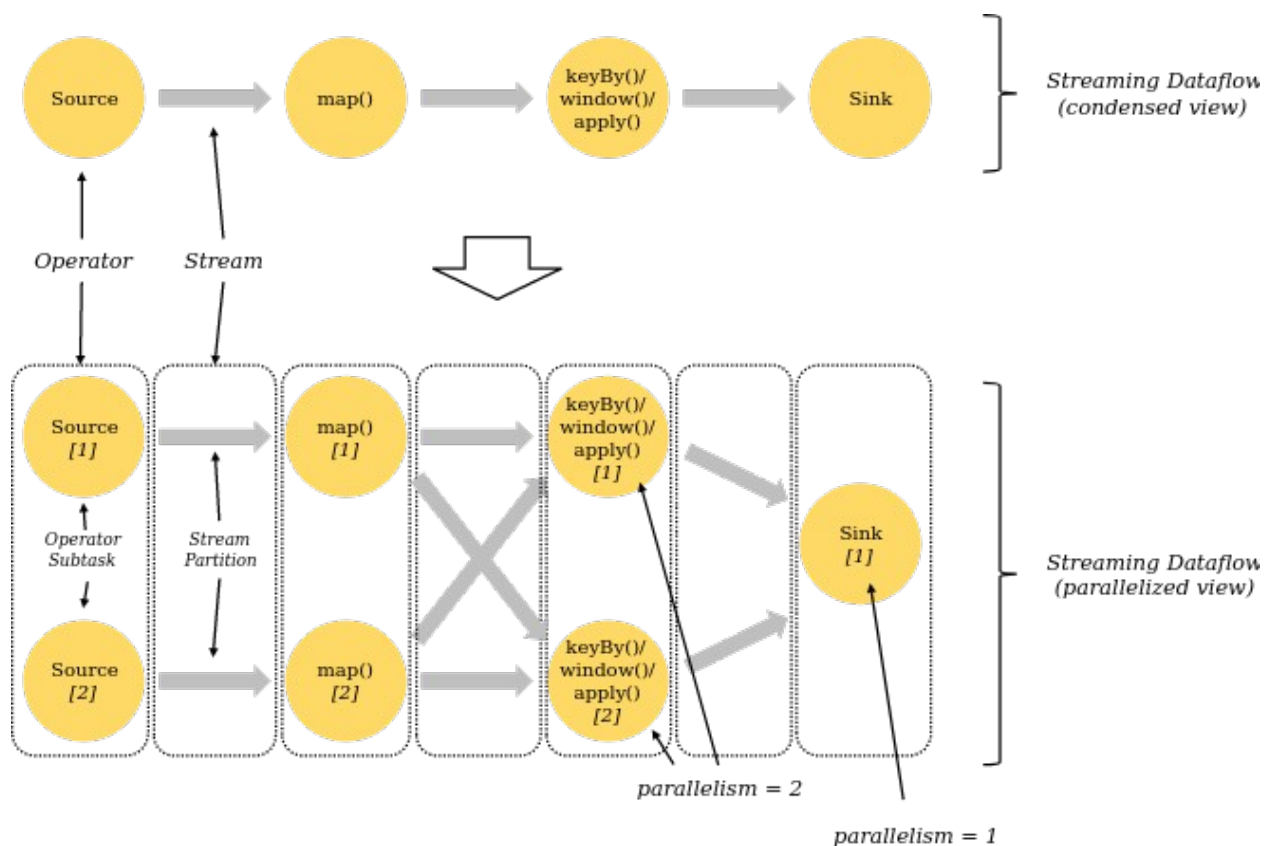 Source
map()
keyBy()/
window()/
apply()
Sink
Streaming Dataflow
(condensed view)
Operator
Stream
Source
[1]
map()
[1]
keyBy()/
window()/
apply()
[1]
Operator
Subtask
Stream
Partition
Sink
[1]
Streaming Dataflow
(parallelized view)
Source
[2]
map()
[2]
keyBy()/
window()/
apply()
[2]
parallelism = 2
parallelism = 1